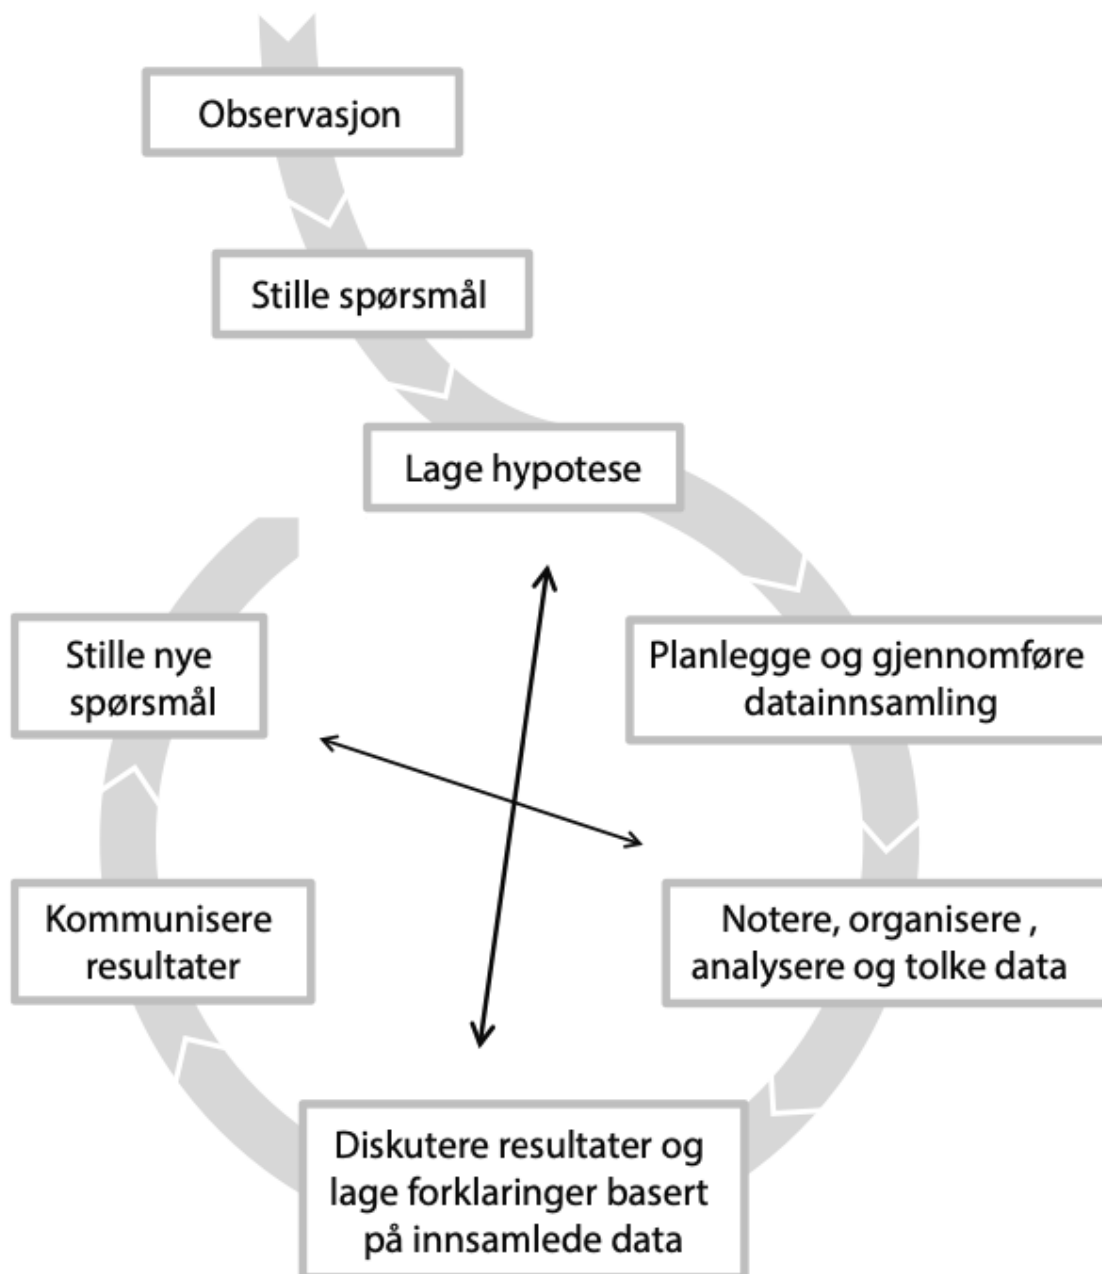 Observasjon
Stille spørsmål
Lage hypotese
Planlegge og gjennomføre
datainnsamling
Notere, organisere ,
analysere og tolke data
Diskutere resultater og
lage forklaringer basert
på innsamlede data
Kommunisere
resultater
Stille nye
spørsmål